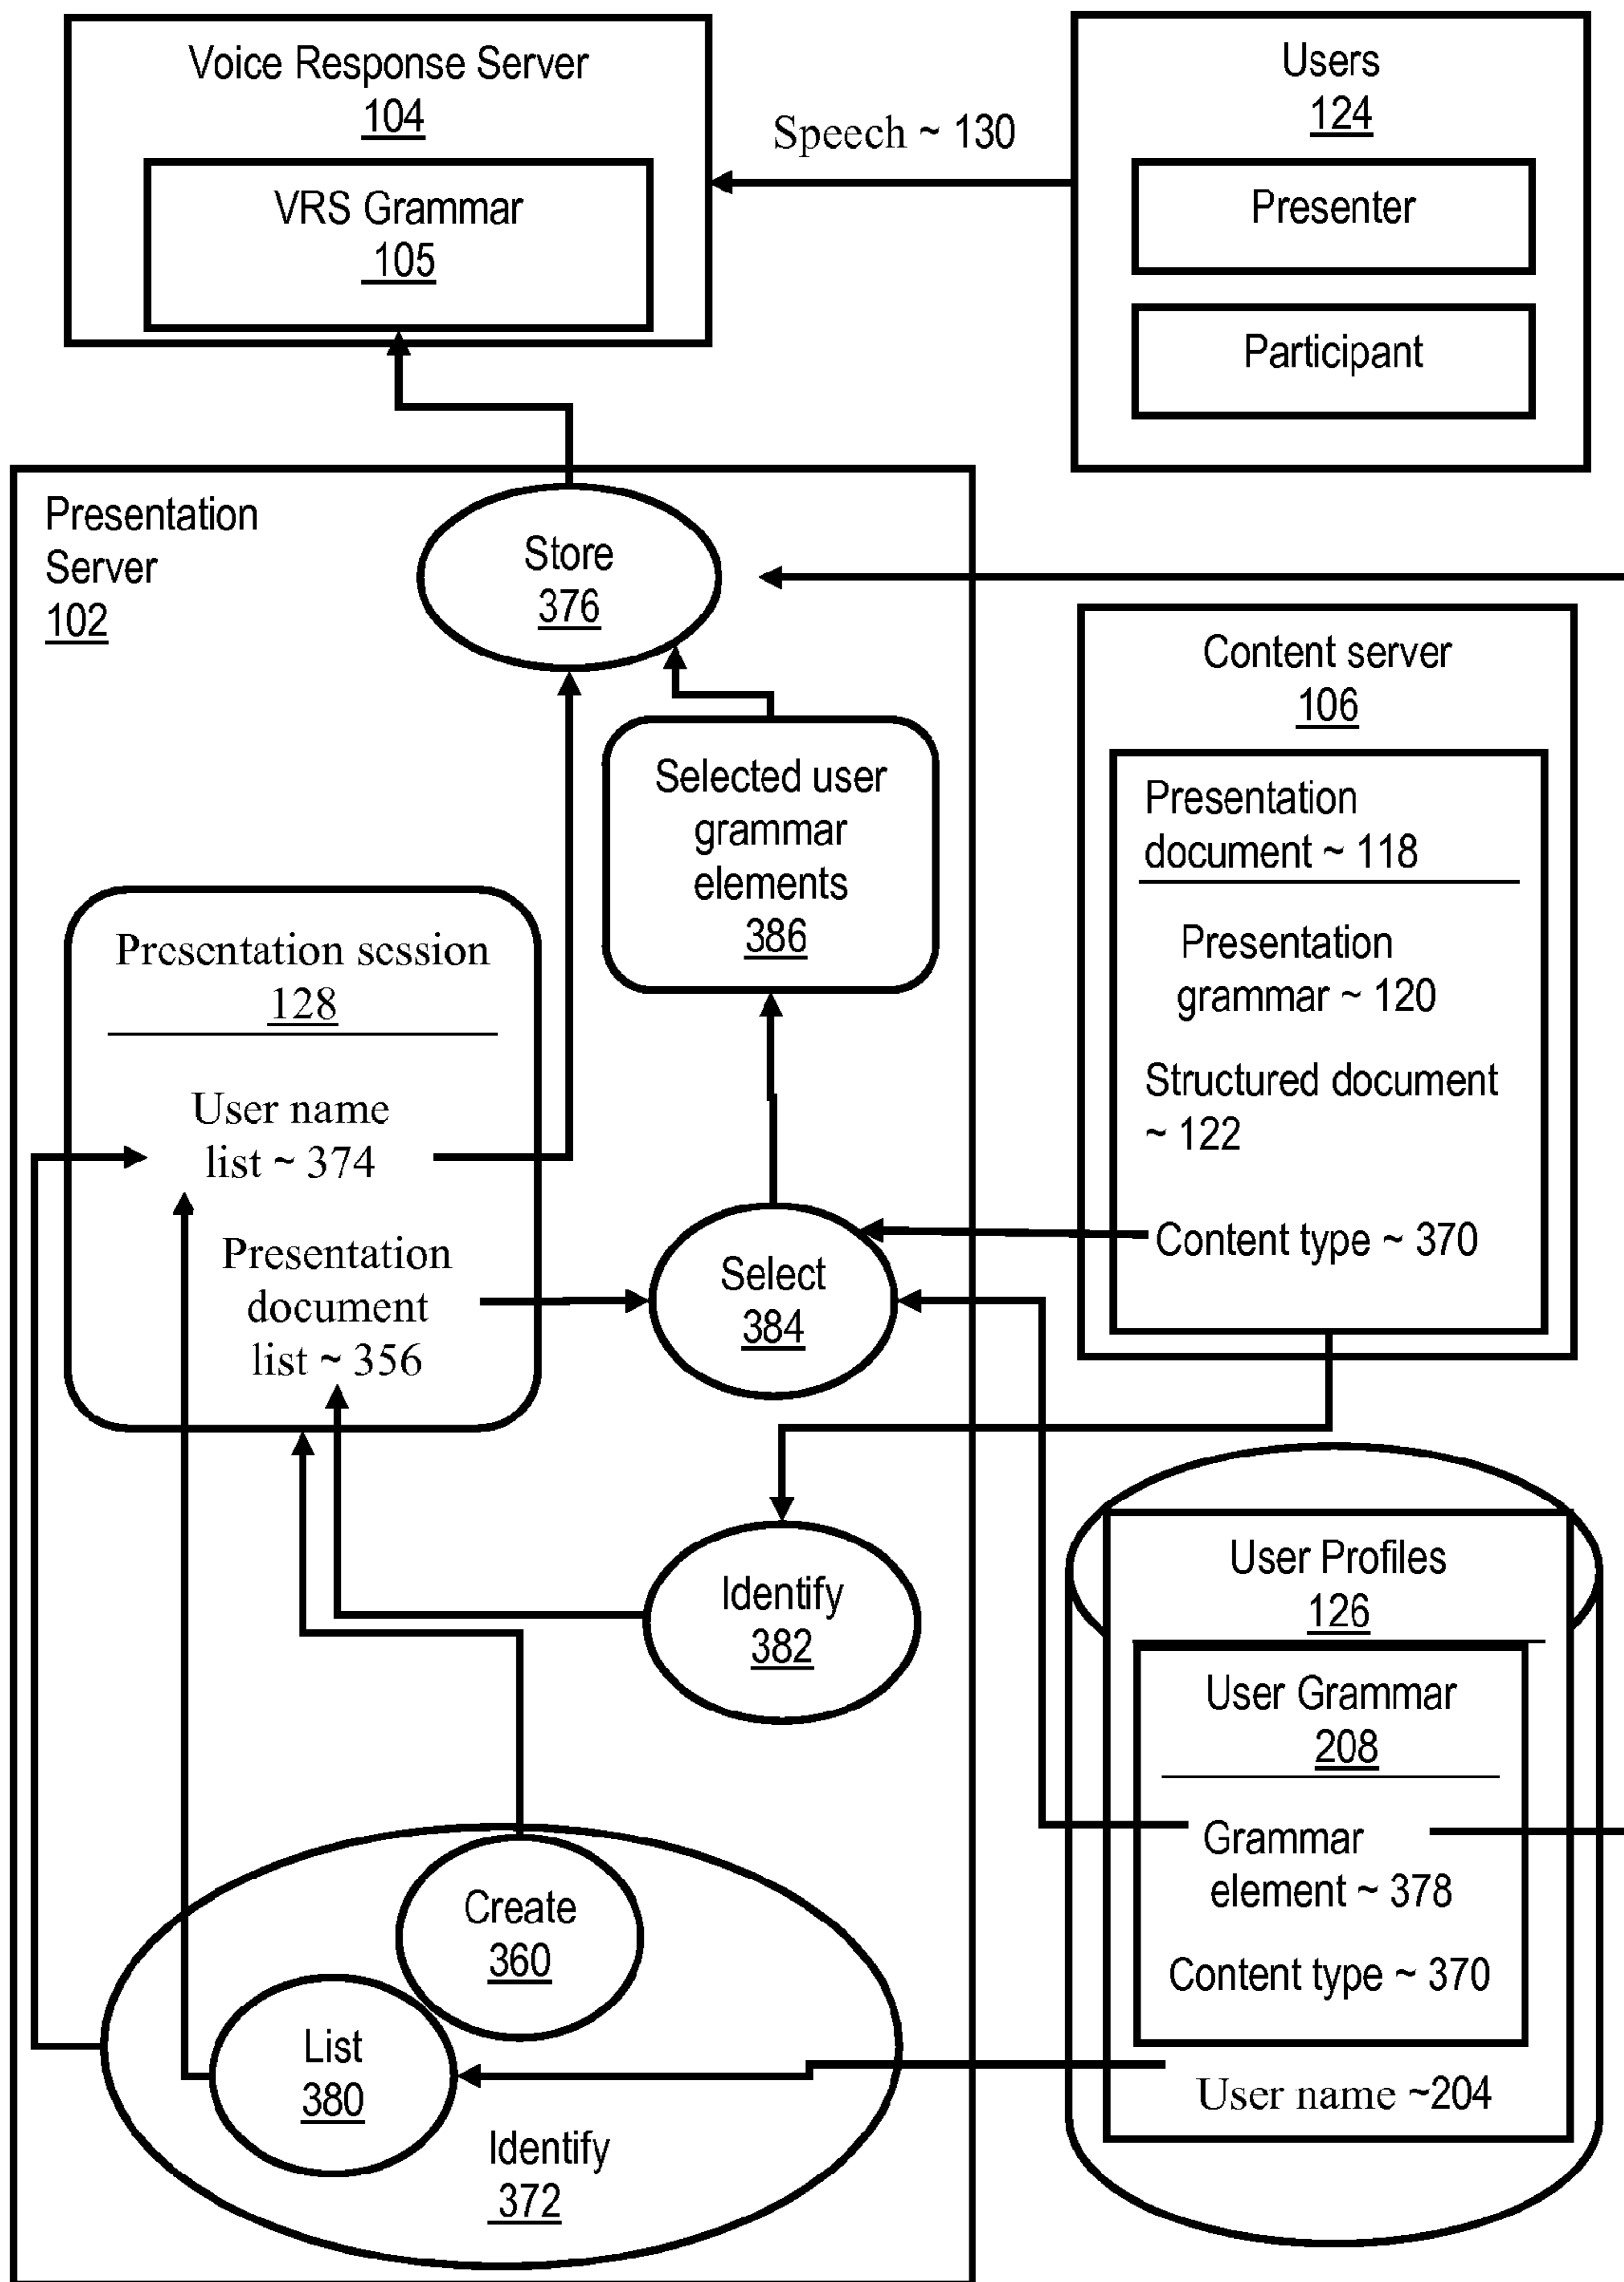 Voice Response Server
104
VRS Grammar
105
Speech ~ 130
Users
124
Presenter
Participant
Presentation
Server
102
Store
376
Selected user
grammar
elements
386
Content server
106
Presentation
document ~ 118
Presentation
grammar ~ 120
Structured document
~ 122
Content type ~ 370
Presentation session
128
User name
list ~ 374
Presentation
document
list ~ 356
Select
384
Identify
382
User Profiles
126
User Grammar
208
Grammar
element ~ 378
Content type ~ 370
User name ~204
Create
360
List
380
Identify
372